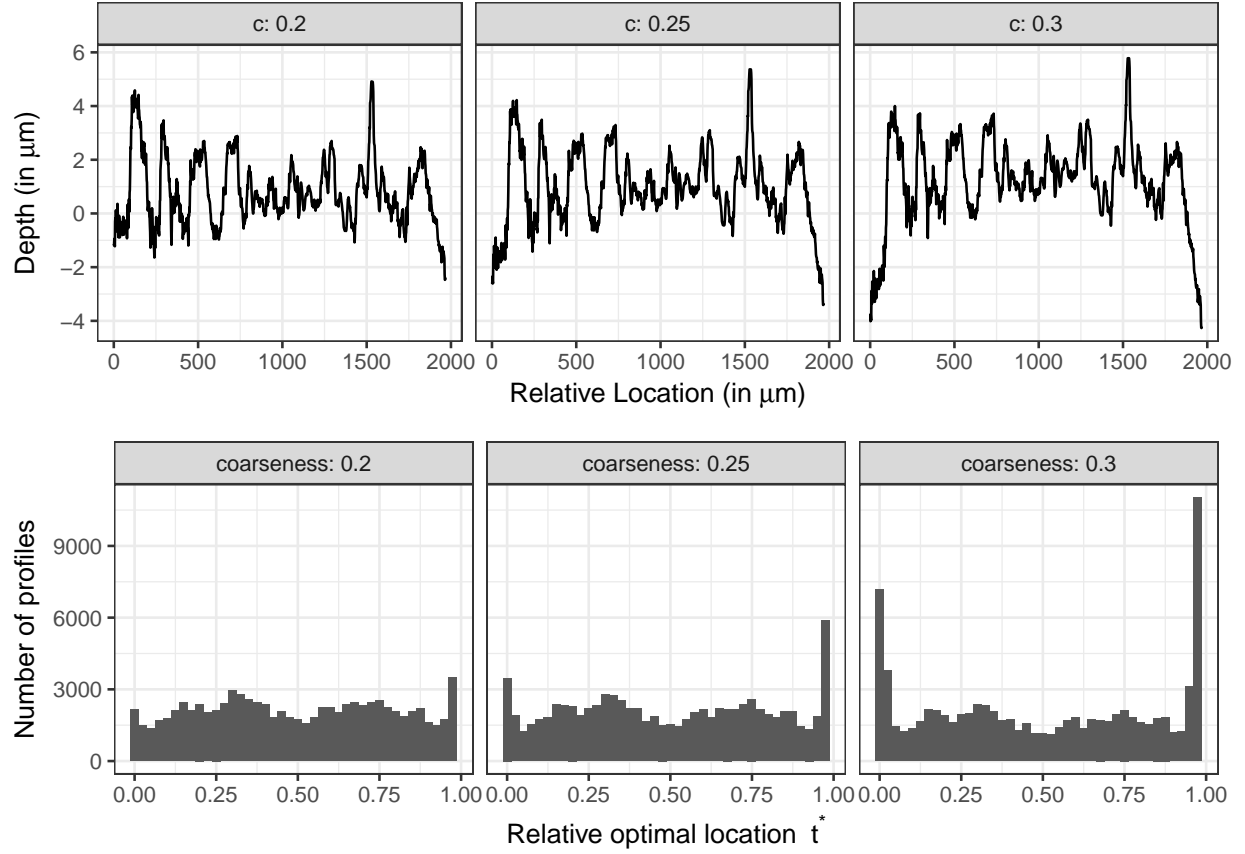 c: 0.2 c: 0.25 c: 0.3
6
4
2
0
−2
−4
Depth (in μm)
0 500 1000 1500 2000 0 500 1000 1500 2000 0 500 1000 1500 2000
Relative Location (in μm)
coarseness: 0.2 coarseness: 0.25 coarseness: 0.3
9000
6000
3000
0
Number of profiles
0.00 0.25 0.50 0.75 1.00 0.00 0.25 0.50 0.75 1.00 0.00 0.25 0.50 0.75 1.00
Relative optimal location t*